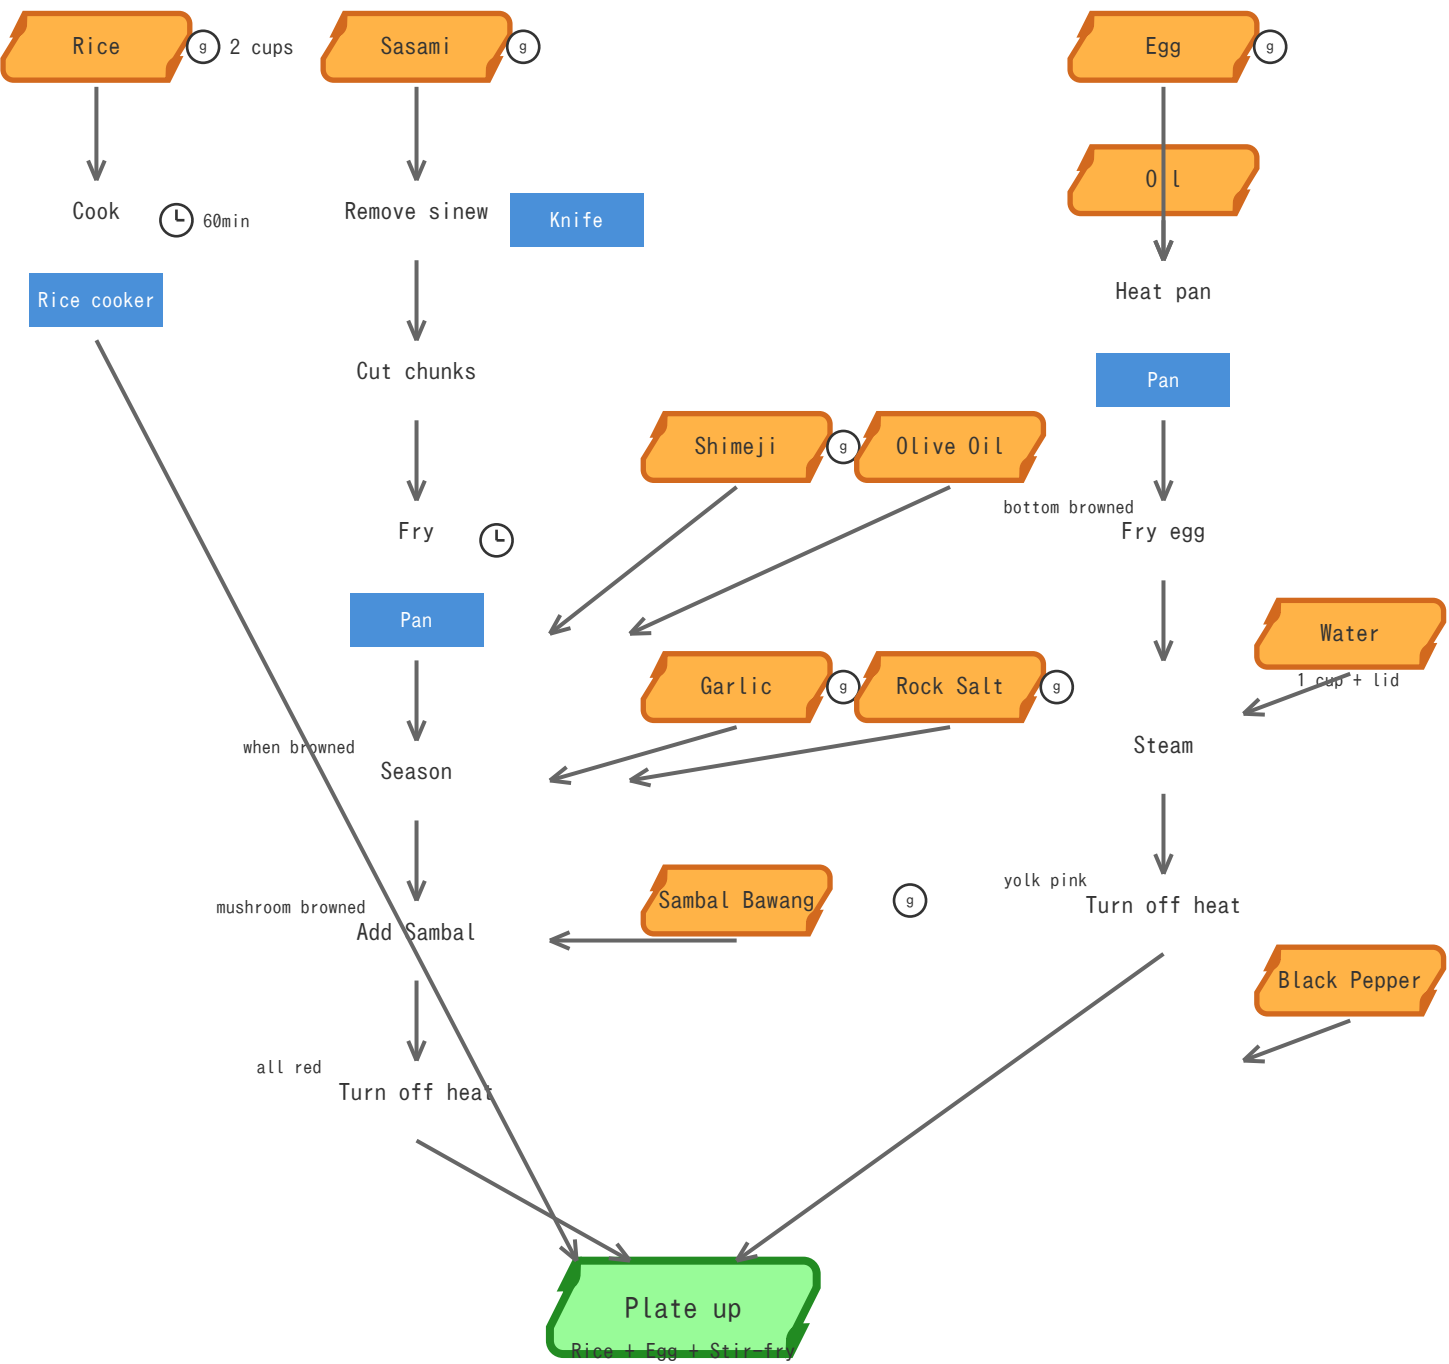 Rice
g
2 cups
Sasami
g
Egg
g
Oil
Cook
60min
Remove sinew
Knife
Rice cooker
Heat pan
Pan
Cut chunks
Shimeji
g
Olive Oil
bottom browned
Fry egg
Fry
Pan
Water
1 cup + lid
Garlic
g
Rock Salt
g
when browned
Season
Steam
mushroom browned
Add Sambal
Sambal Bawang
g
yolk pink
Turn off heat
Black Pepper
all red
Turn off heat
Plate up
Rice + Egg + Stir-fry